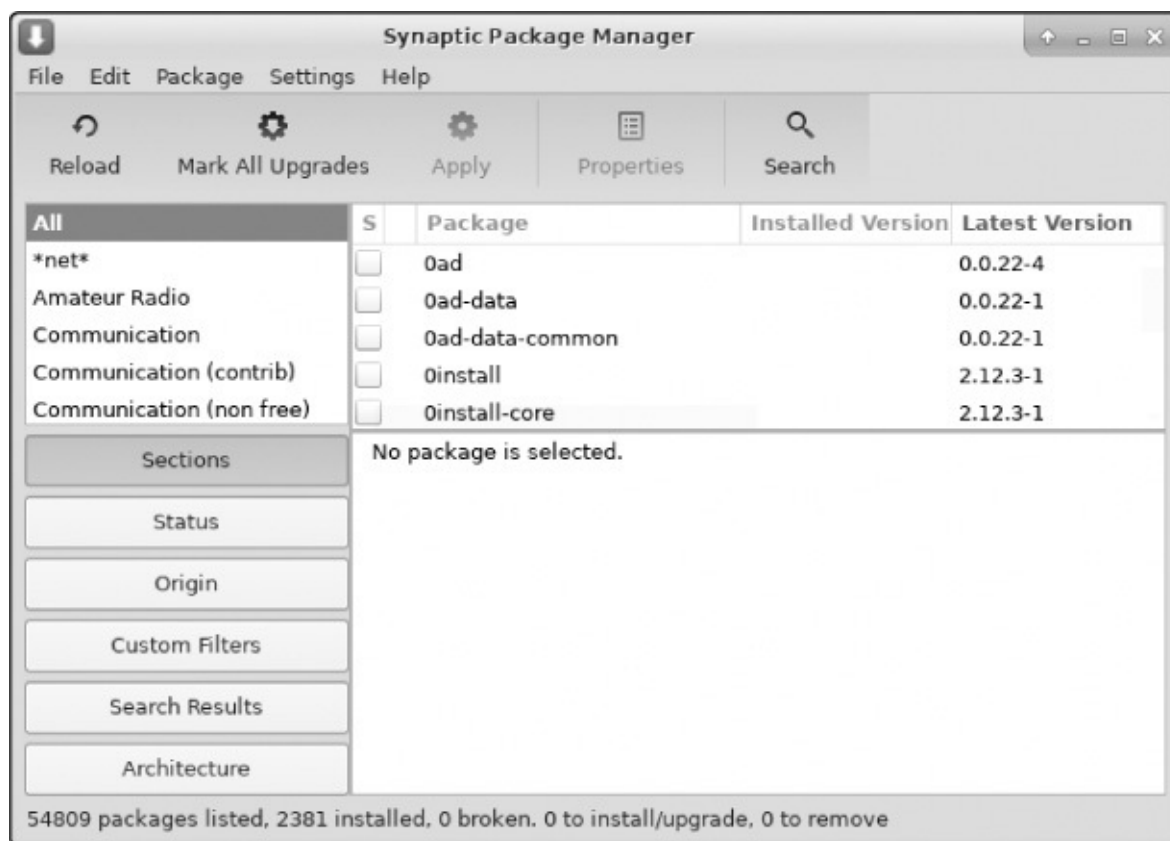 Synaptic Package Manager
File Edit Package Settings Help
Reload Mark All Upgrades Apply Properties Search
All
*net*
Amateur Radio
Communication
Communication (contrib)
Communication (non free)
S Package Installed Version Latest Version
0ad 0.0.22-4
0ad-data 0.0.22-1
0ad-data-common 0.0.22-1
0install 2.12.3-1
0install-core 2.12.3-1
Sections
Status
Origin
Custom Filters
Search Results
Architecture
No package is selected.
54809 packages listed, 2381 installed, 0 broken. 0 to install/upgrade, 0 to remove